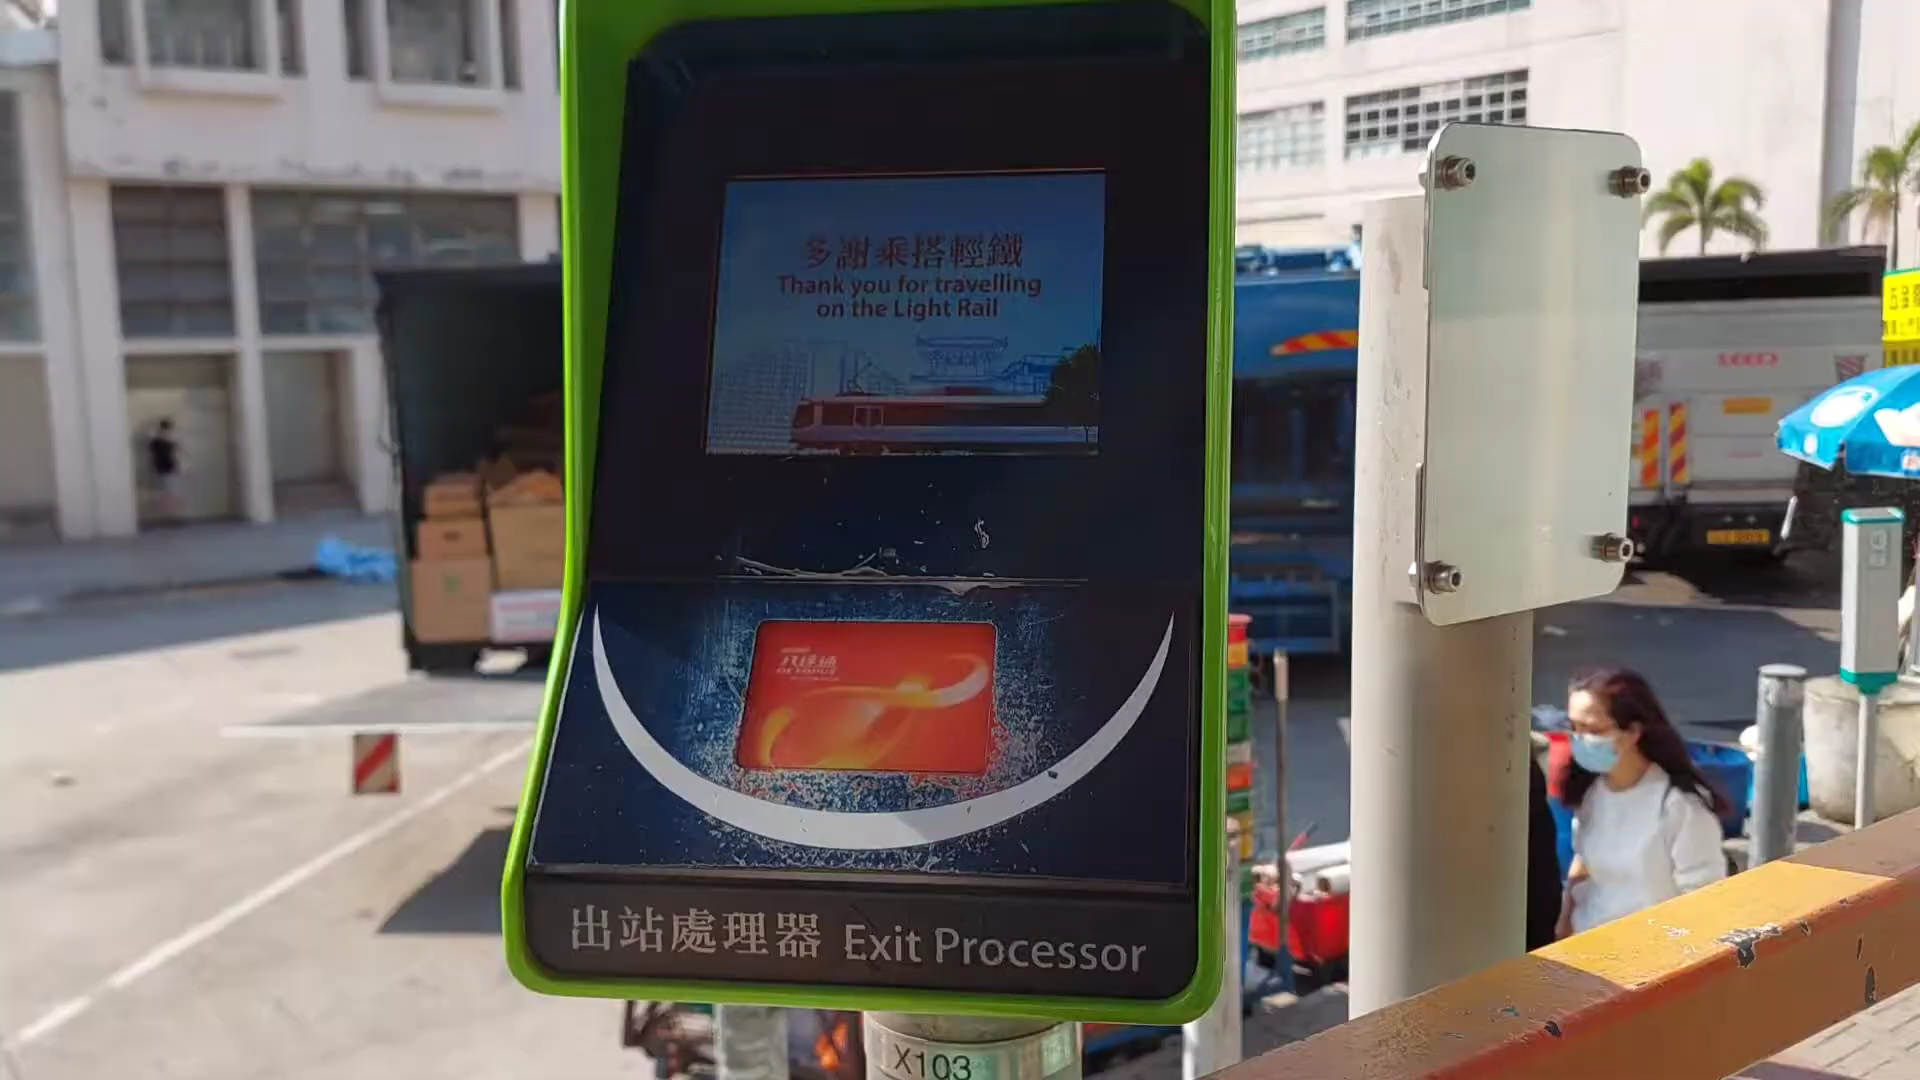 多謝乘搭輕鐵
Thank you for travelling
on the Light Rail
八達通
OCTOPUS
出站處理器 Exit Processor
X103